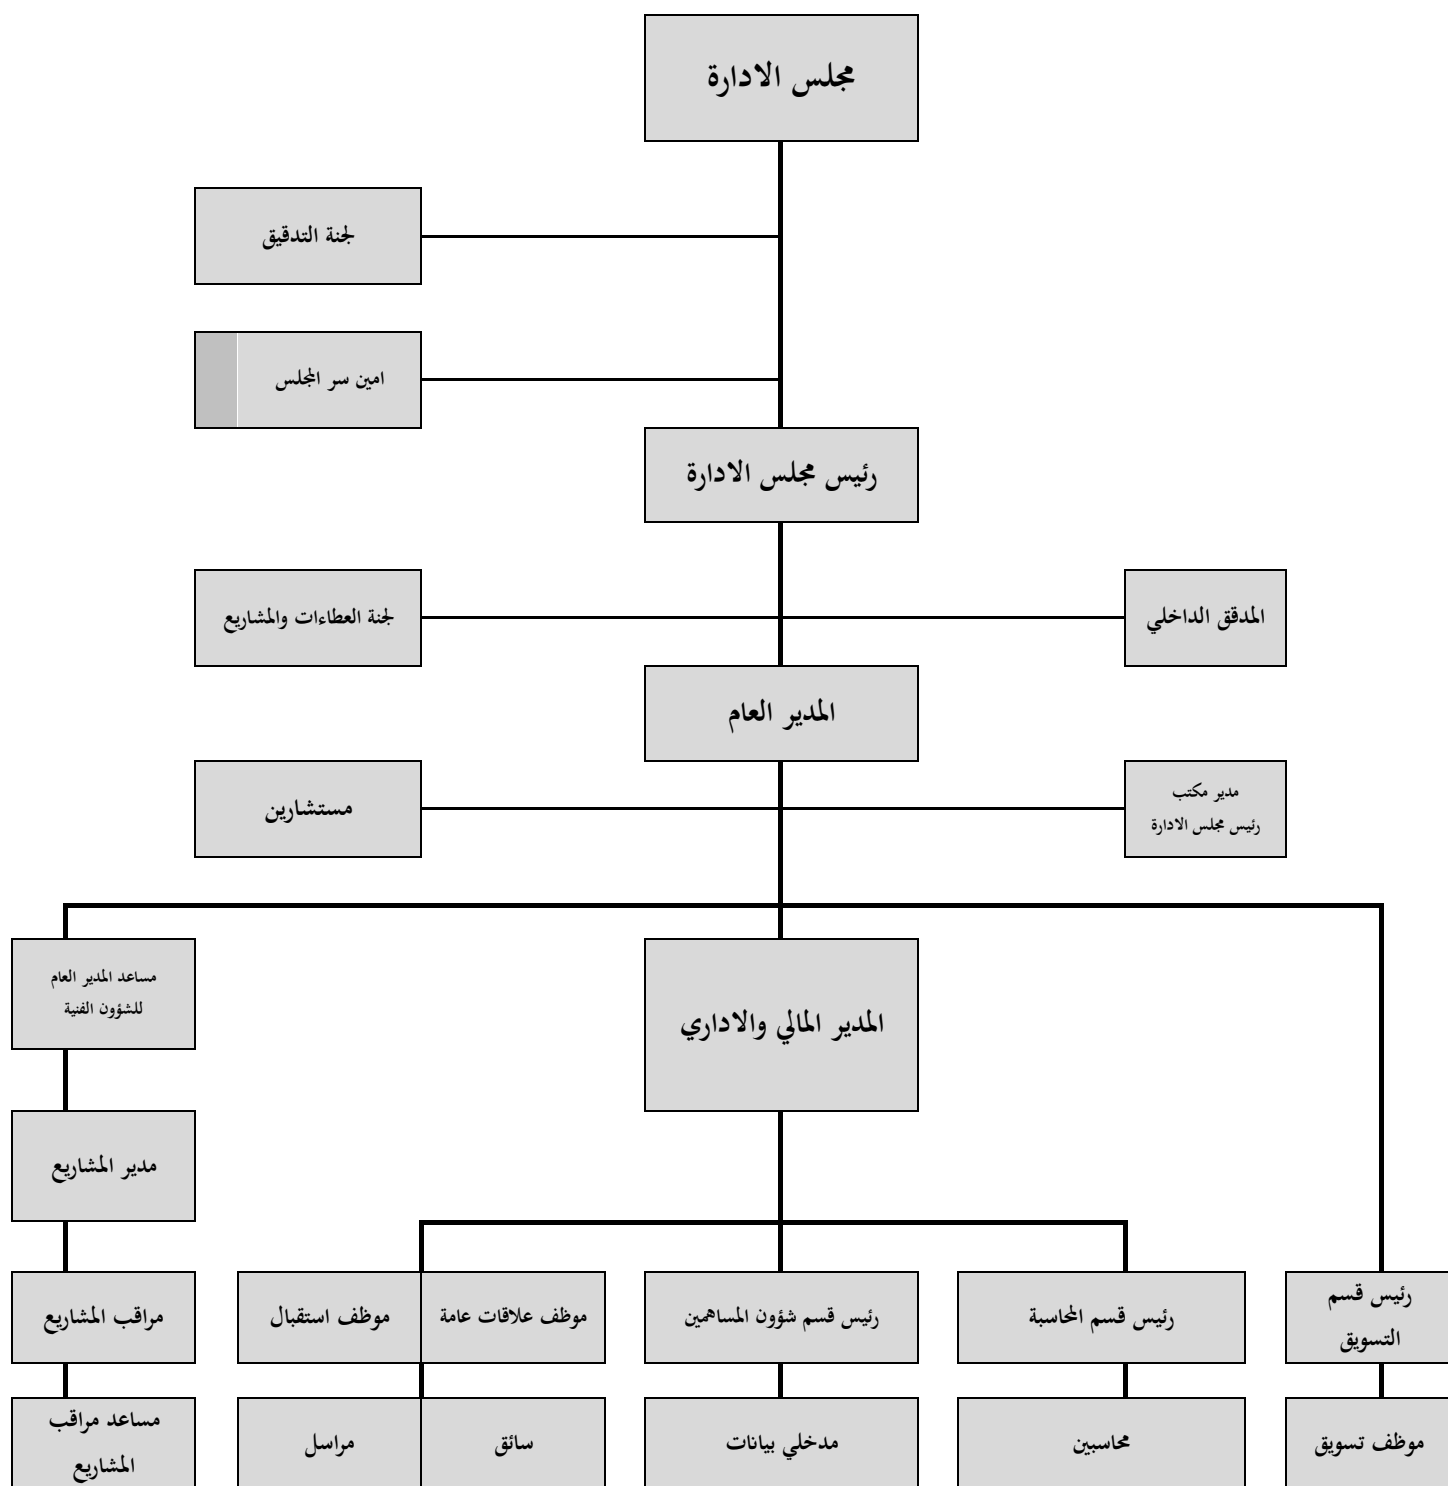 مجلس الادارة
لجنة التدقيق
امين سر المجلس
رئيس مجلس الادارة
المدقق الداخلي
لجنة العطاءات والمشاريع
المدير العام
مدير مكتب
رئيس مجلس الادارة
مستشارين
المدير المالي والاداري
مساعد المدير العام
للشؤون الفنية
مدير المشاريع
رئيس قسم
التسويق
رئيس قسم المحاسبة
رئيس قسم شؤون المساهمين
موظف علاقات عامة
موظف استقبال
مراقب المشاريع
موظف تسويق
محاسبين
مدخلي بيانات
سائق
مراسل
مساعد مراقب
المشاريع